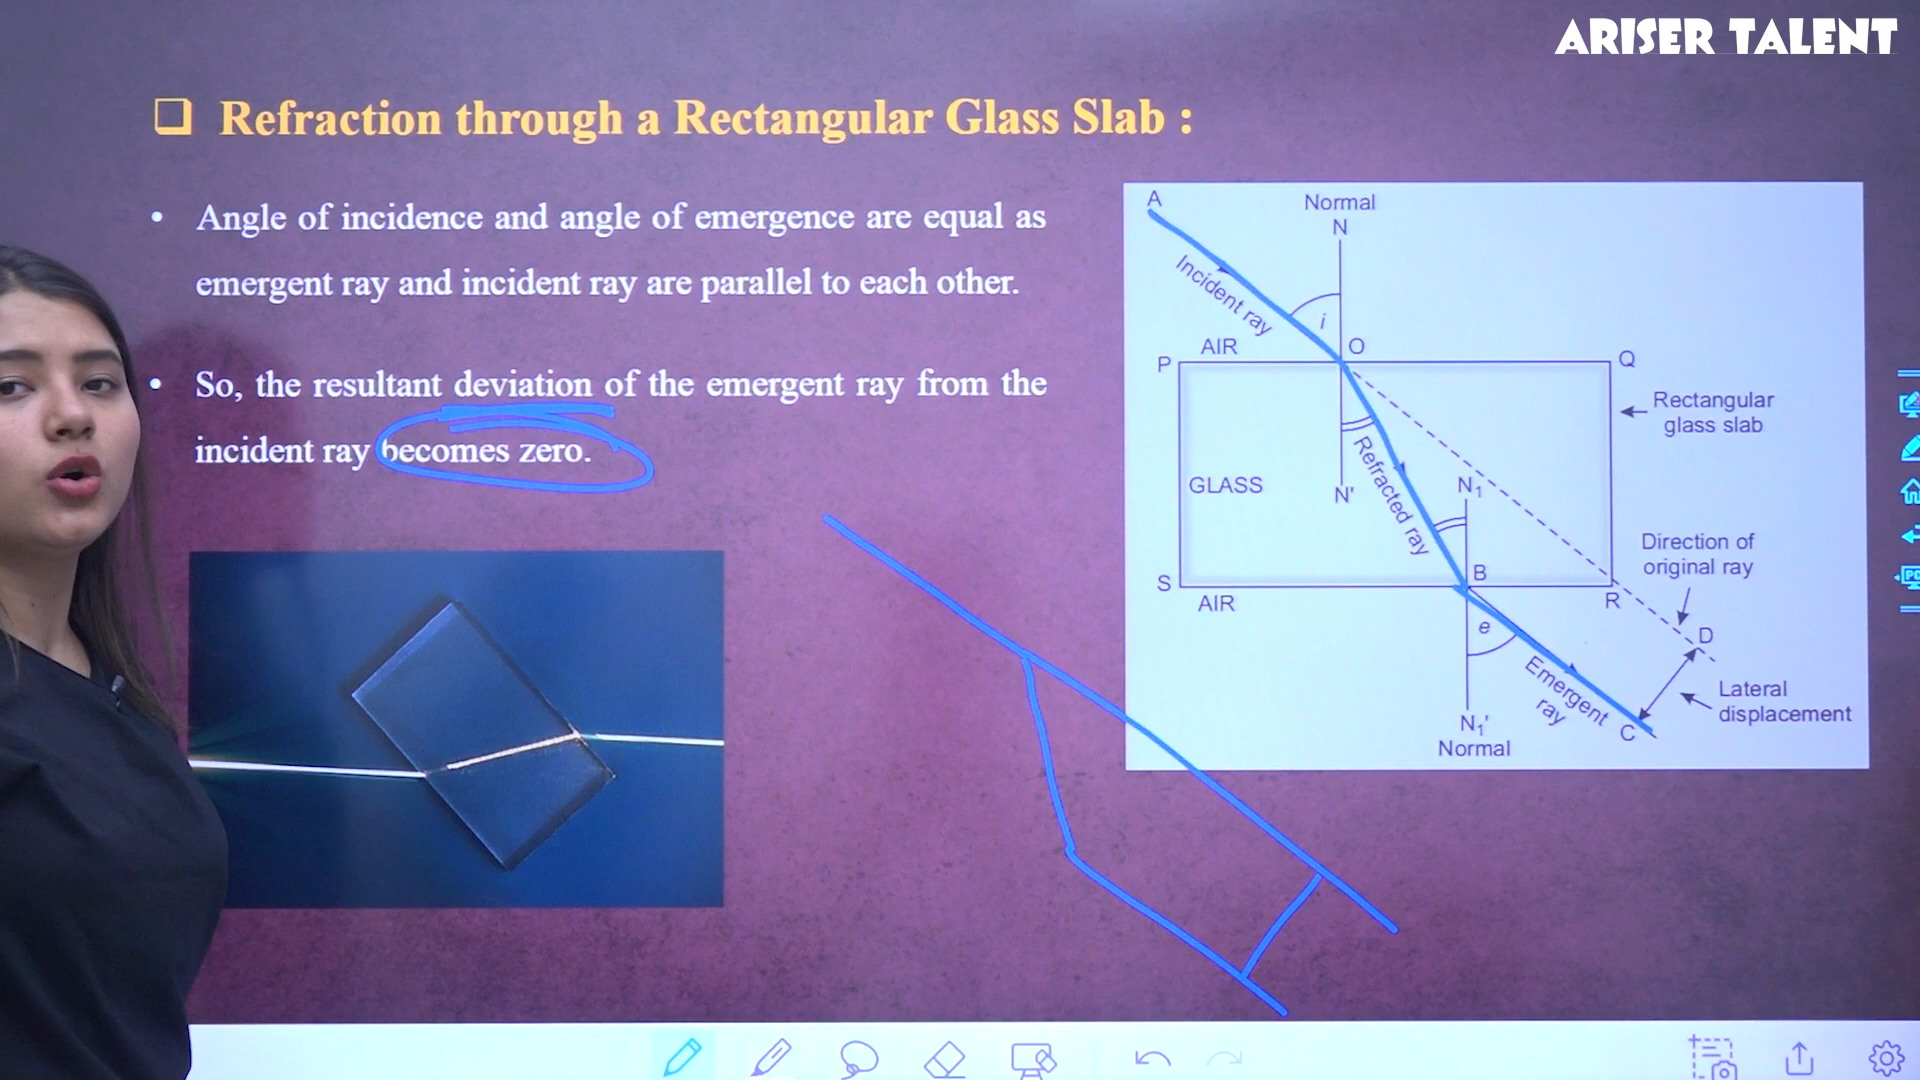 ARISER TALENT
❑ Refraction through a Rectangular Glass Slab :
• Angle of incidence and angle of emergence are equal as
emergent ray and incident ray are parallel to each other.
• So, the resultant deviation of the emergent ray from the
incident ray becomes zero.
A
Normal
N
Incident ray
i
AIR
O
P
Q
Rectangular
glass slab
GLASS
Refracted ray
N'
N₁
Direction of
original ray
S
B
R
AIR
e
D
Emergent
ray
Lateral
displacement
C
N₁'
Normal